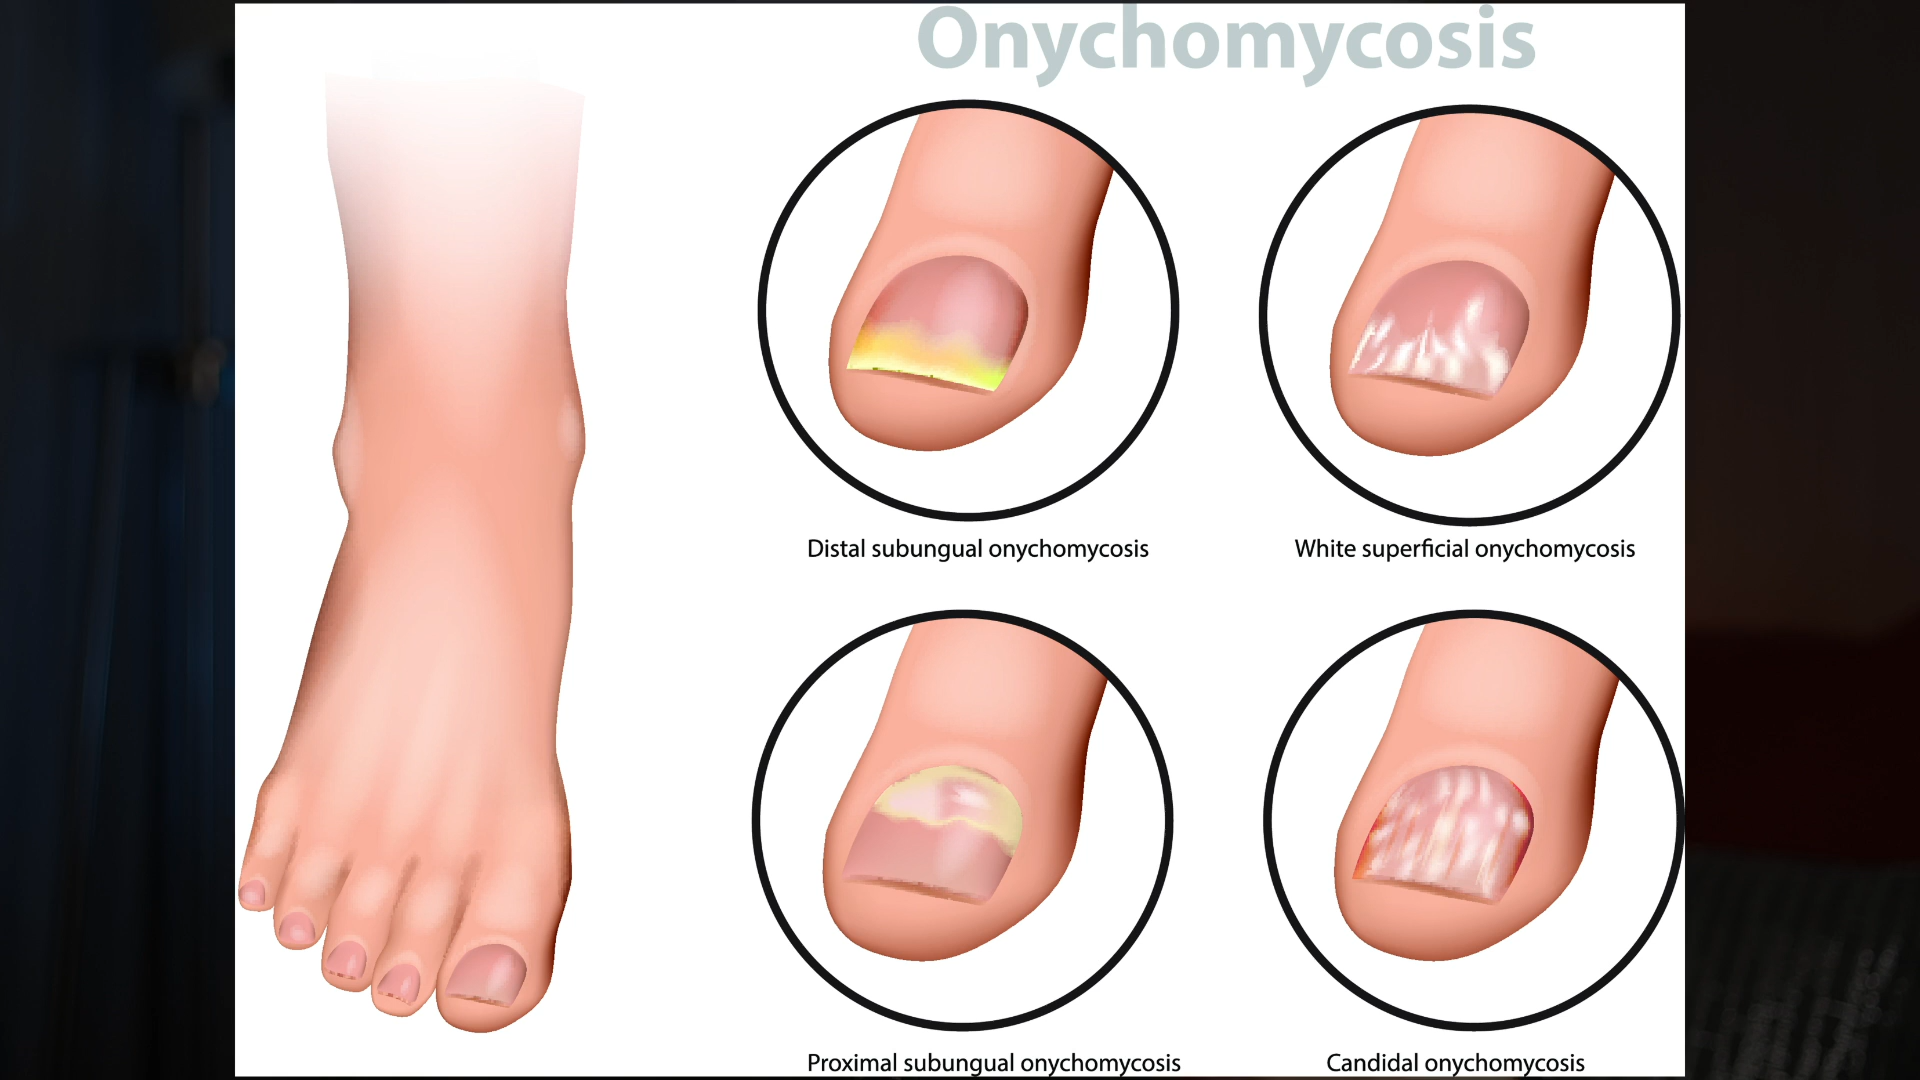 Onychomycosis
Distal subungual onychomycosis
White superficial onychomycosis
Proximal subungual onychomycosis
Candidal onychomycosis